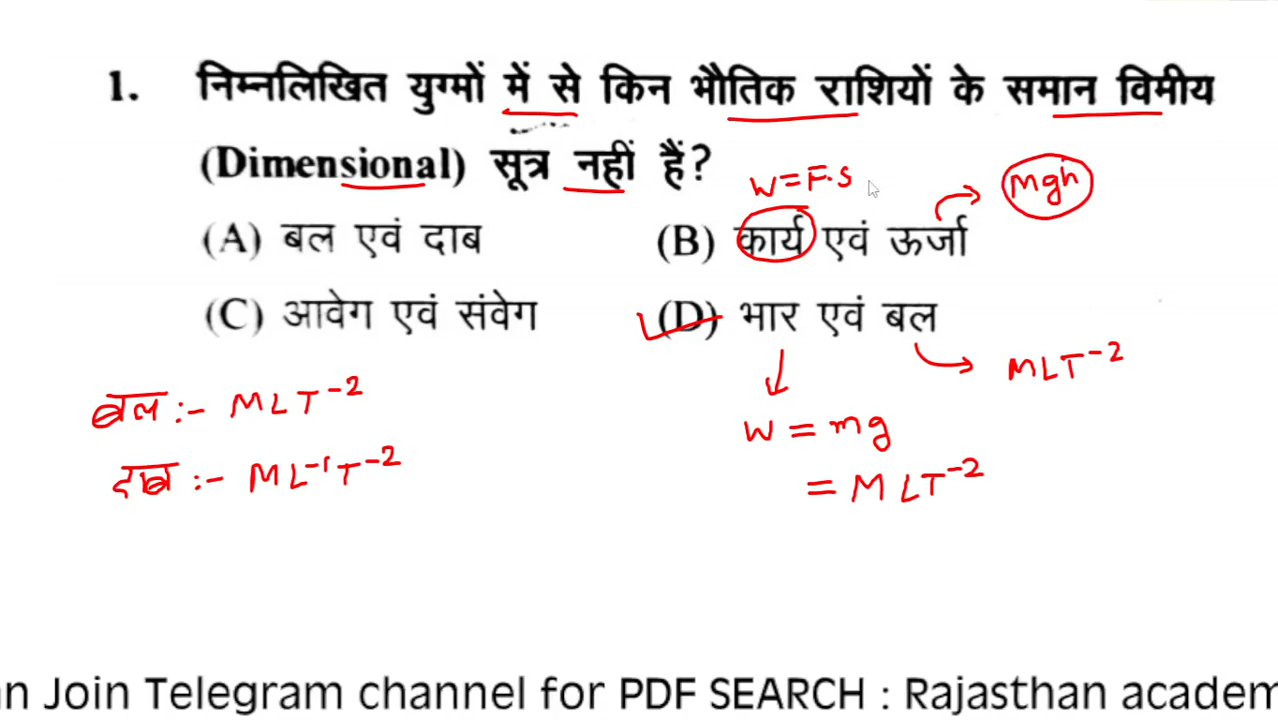 1. निम्नलिखित युग्मों में से किन भौतिक राशियों के समान विमीय
(Dimensional) सूत्र नहीं हैं?
W = F.S
mgh
(A) बल एवं दाब
(B) कार्य एवं ऊर्जा
(C) आवेग एवं संवेग
(D) भार एवं बल
MLT⁻²
बल :- MLT⁻²
W = mg
दाब :- ML⁻¹T⁻²
= MLT⁻²
Join Telegram channel for PDF SEARCH : Rajasthan